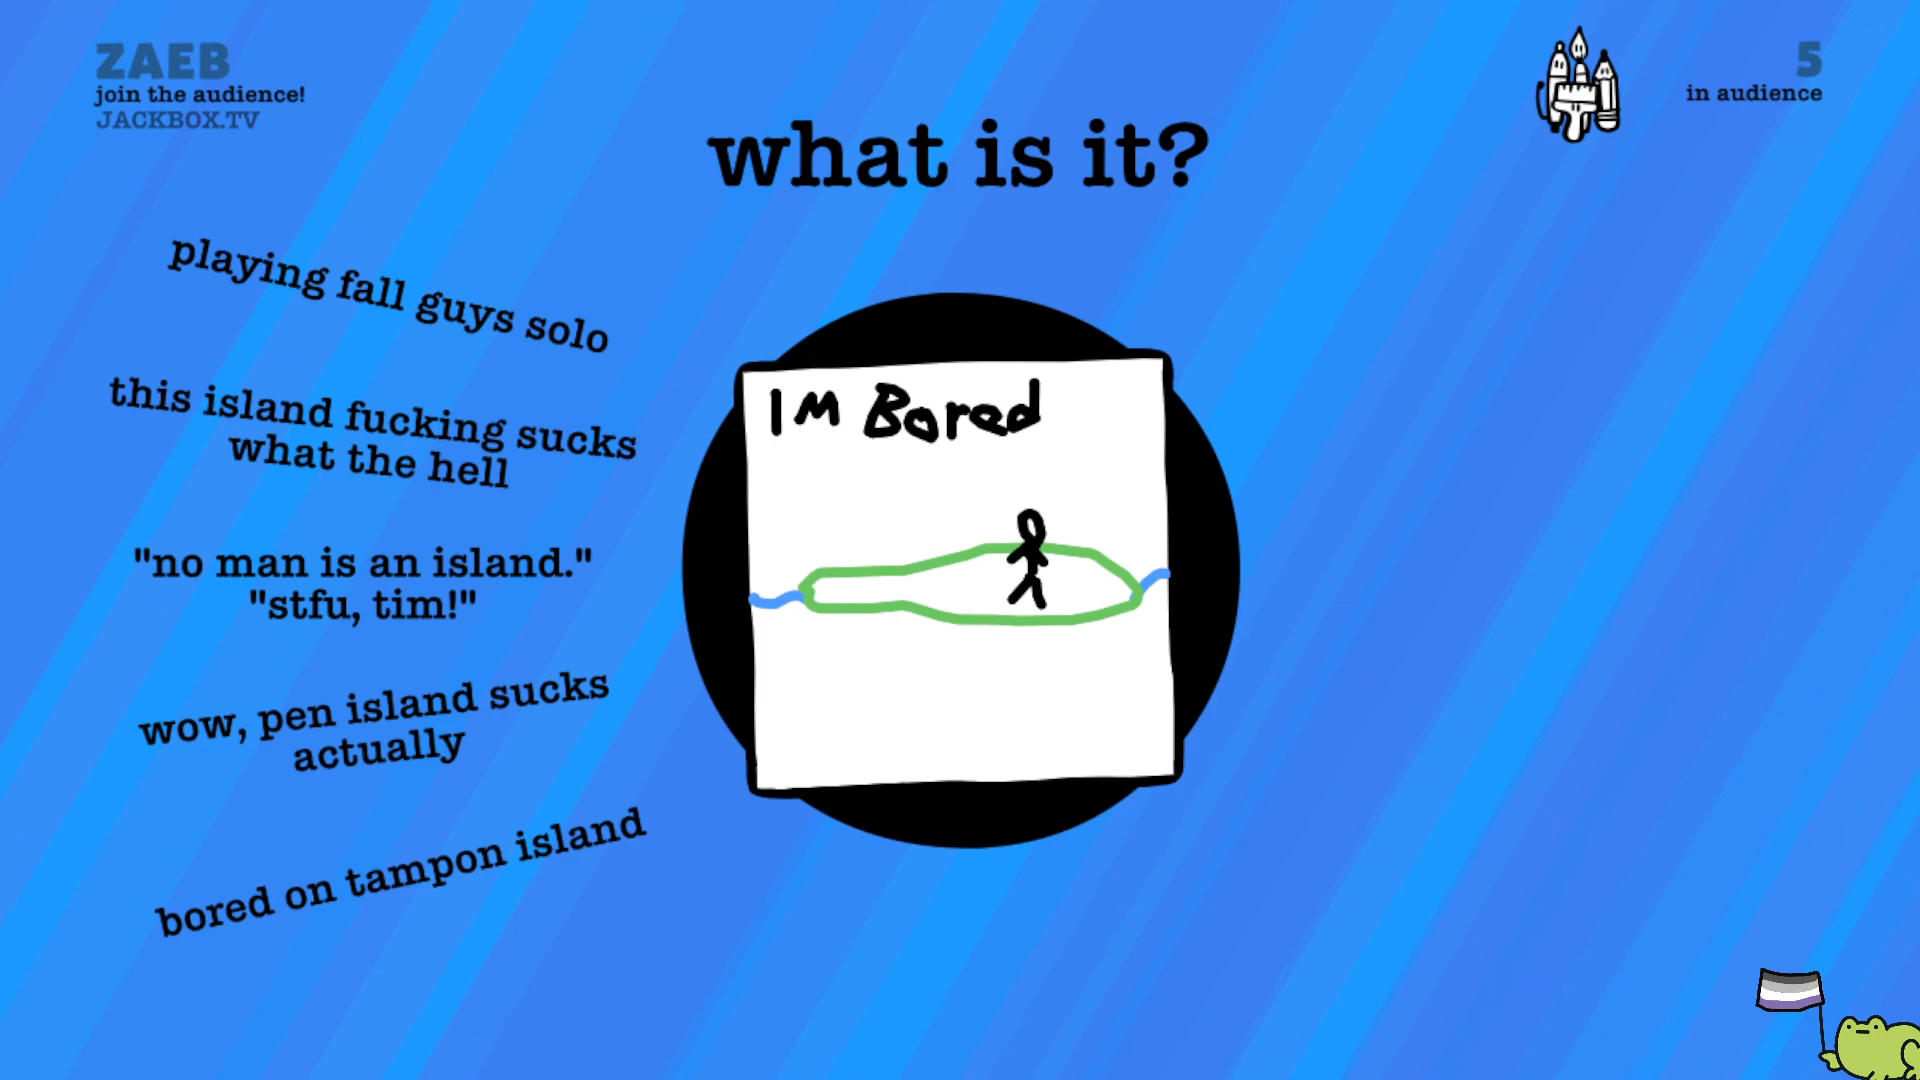 ZAEB
join the audience!
JACKBOX.TV
5
in audience
what is it?
playing fall guys solo
this island fucking sucks
what the hell
"no man is an island."
"stfu, tim!"
wow, pen island sucks
actually
bored on tampon island
IM Bored